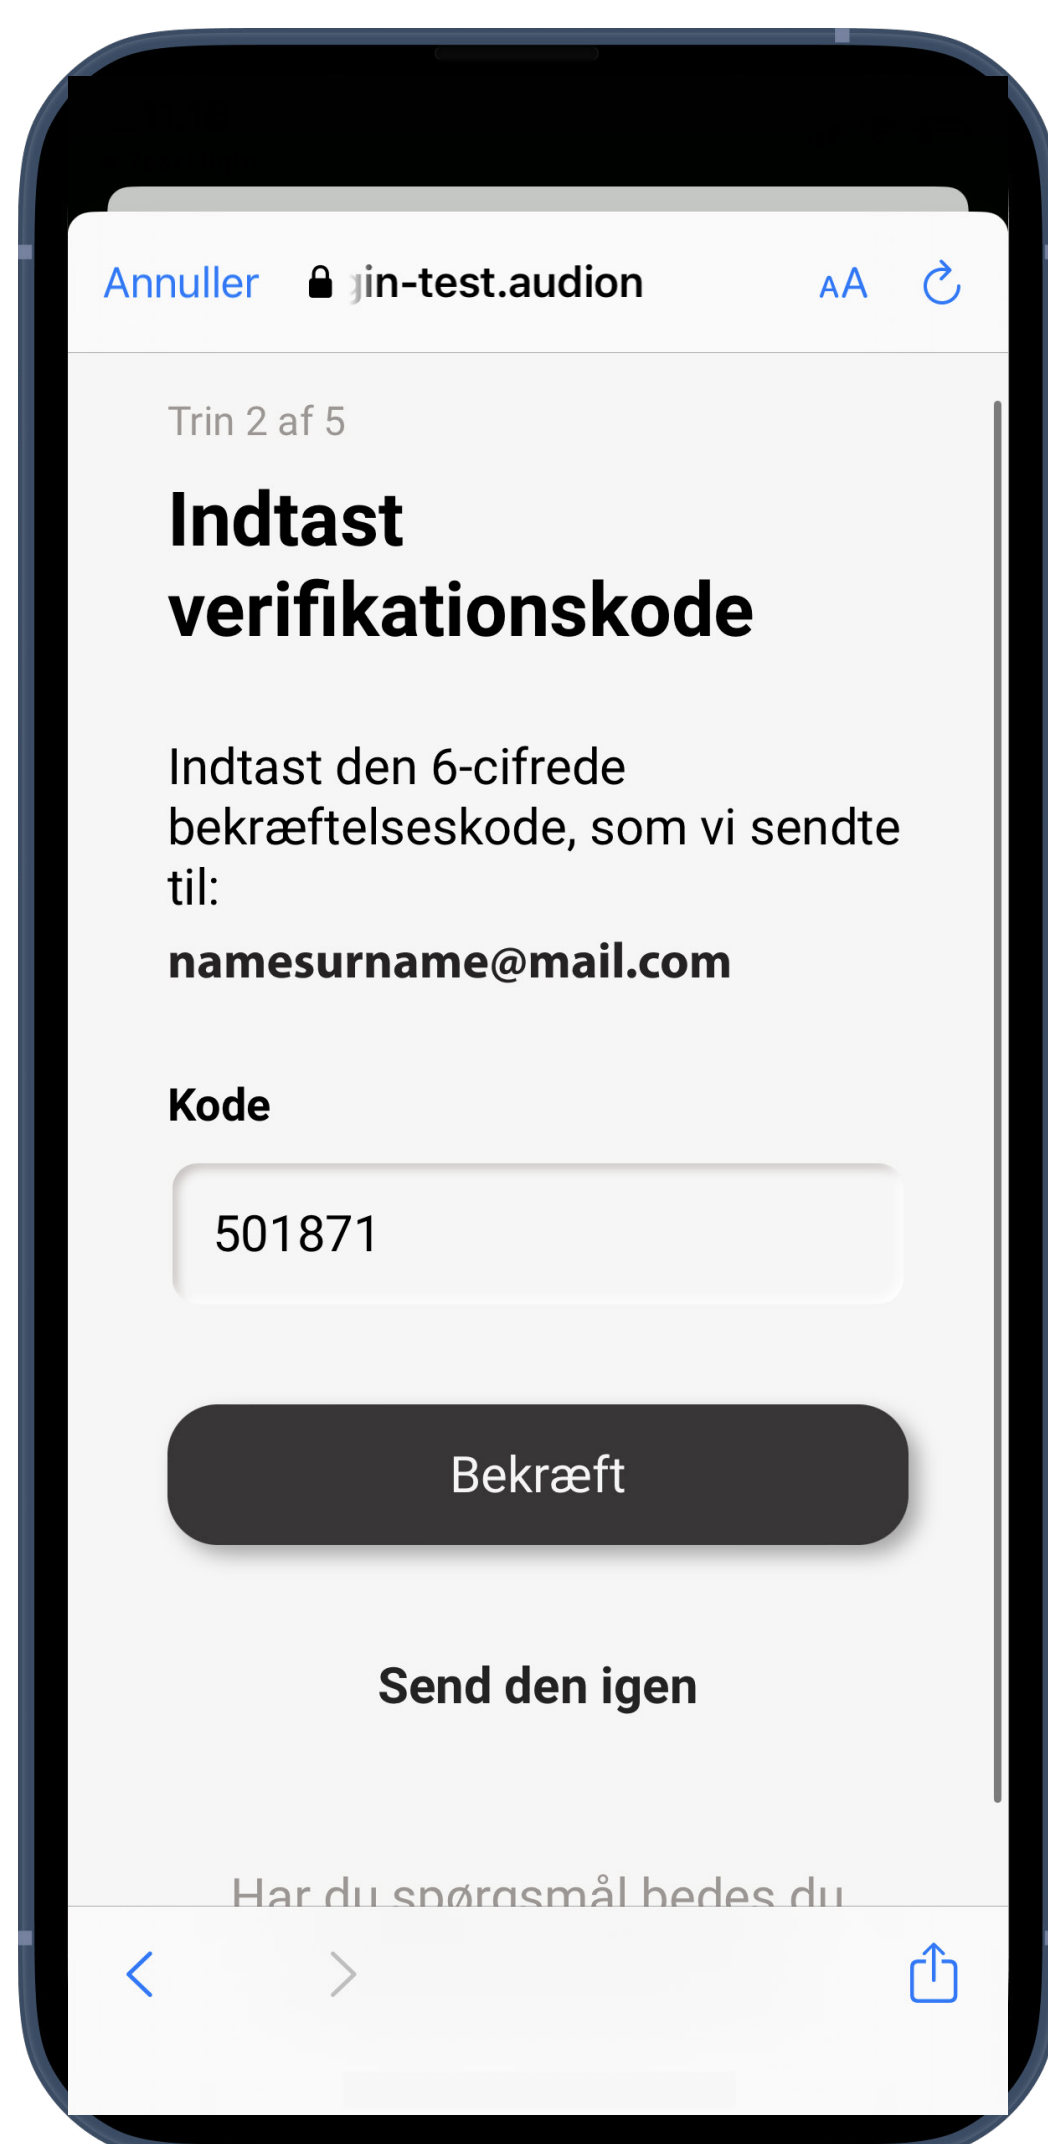 Annuller
in-test.audion
AA
Trin 2 af 5
Indtast
verifikationskode
Indtast den 6-cifrede
bekræftelseskode, som vi sendte
til:
namesurname@mail.com
Kode
501871
Bekræft
Send den igen
Har du spørgsmål bedes du